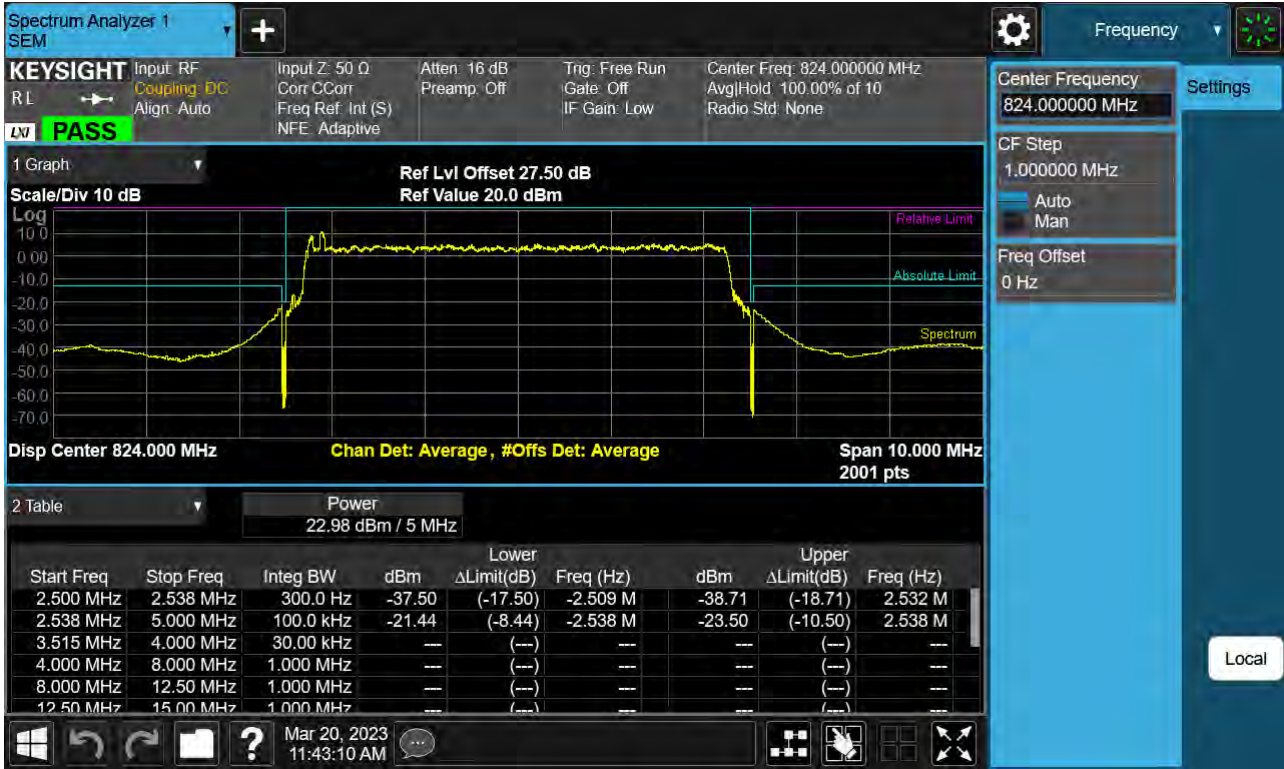 Spectrum Analyzer 1
SEM
+
Frequency
KEYSIGHT
RL
LXI
PASS
Input: RF
Coupling: DC
Align: Auto
Input Z: 50 Ω
Corr CCorr
Freq Ref: Int (S)
NFE: Adaptive
Atten: 16 dB
Preamp: Off
Trig: Free Run
Gate: Off
IF Gain: Low
Center Freq: 824.000000 MHz
Avg|Hold: 100.00% of 10
Radio Std: None
Center Frequency
824.000000 MHz
Settings
CF Step
1.000000 MHz
Auto
Man
Freq Offset
0 Hz
Local
1 Graph
Scale/Div 10 dB
Ref Lvl Offset 27.50 dB
Ref Value 20.0 dBm
Log
10.0
0.00
-10.0
-20.0
-30.0
-40.0
-50.0
-60.0
-70.0
Relative Limit
Absolute Limit
Spectrum
Disp Center 824.000 MHz
Chan Det: Average, #Offs Det: Average
Span 10.000 MHz
2001 pts
2 Table
Power
22.98 dBm / 5 MHz
Lower Upper
Start Freq Stop Freq Integ BW dBm ΔLimit(dB) Freq (Hz) dBm ΔLimit(dB) Freq (Hz)
2.500 MHz 2.538 MHz 300.0 Hz -37.50 (-17.50) -2.509 M -38.71 (-18.71) 2.532 M
2.538 MHz 5.000 MHz 100.0 kHz -21.44 (-8.44) -2.538 M -23.50 (-10.50) 2.538 M
3.515 MHz 4.000 MHz 30.00 kHz --- (---) --- --- (---) ---
4.000 MHz 8.000 MHz 1.000 MHz --- (---) --- --- (---) ---
8.000 MHz 12.50 MHz 1.000 MHz --- (---) --- --- (---) ---
12.50 MHz 15.00 MHz 1.000 MHz --- (---) --- --- (---) ---
?
Mar 20, 2023
11:43:10 AM